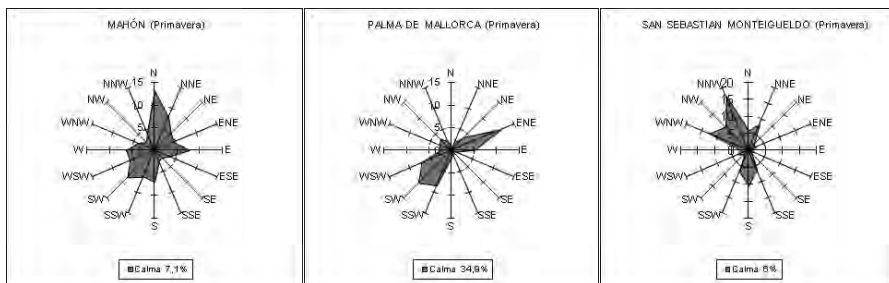 MAHÓN (Primavera)
N
NNW
NNE
NW
NE
WNW
ENE
W
E
WSW
ESE
SW
SE
SSW
SSE
S
15
10
5
Calma 7,1%
PALMA DE MALLORCA (Primavera)
N
NNW
NNE
NW
NE
WNW
ENE
W
E
WSW
ESE
SW
SE
SSW
SSE
S
15
10
5
Calma 34,9%
SAN SEBASTIAN MONTEIGUELDO (Primavera)
N
NNW
NNE
NW
NE
WNW
ENE
W
E
WSW
ESE
SW
SE
SSW
SSE
S
20
Calma 6%